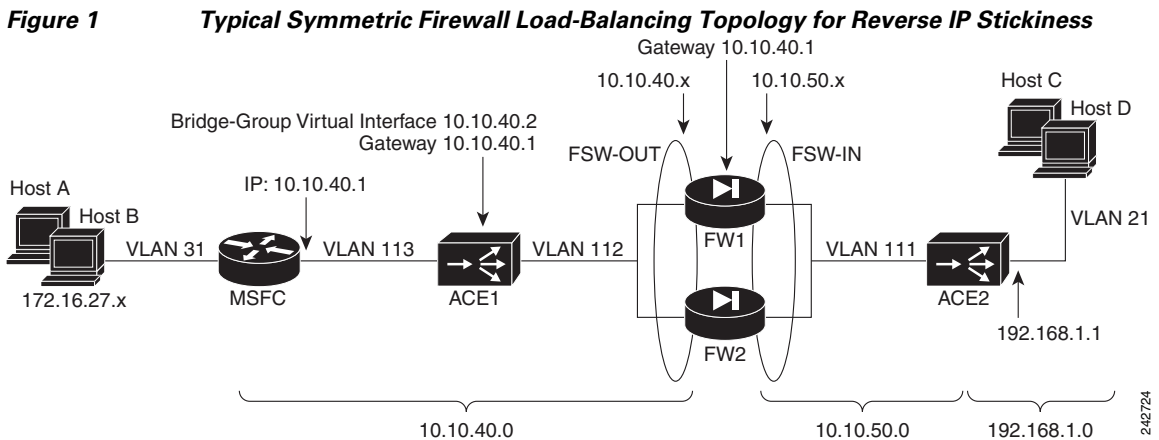 Figure 1 Typical Symmetric Firewall Load-Balancing Topology for Reverse IP Stickiness
Gateway 10.10.40.1
10.10.40.x
10.10.50.x
Host C
Host D
Bridge-Group Virtual Interface 10.10.40.2
Gateway 10.10.40.1
FSW-OUT
FSW-IN
Host A
Host B
IP: 10.10.40.1
VLAN 21
VLAN 31
VLAN 113
VLAN 112
FW1
VLAN 111
172.16.27.x
MSFC
ACE1
ACE2
192.168.1.1
FW2
10.10.40.0
10.10.50.0
192.168.1.0
242724